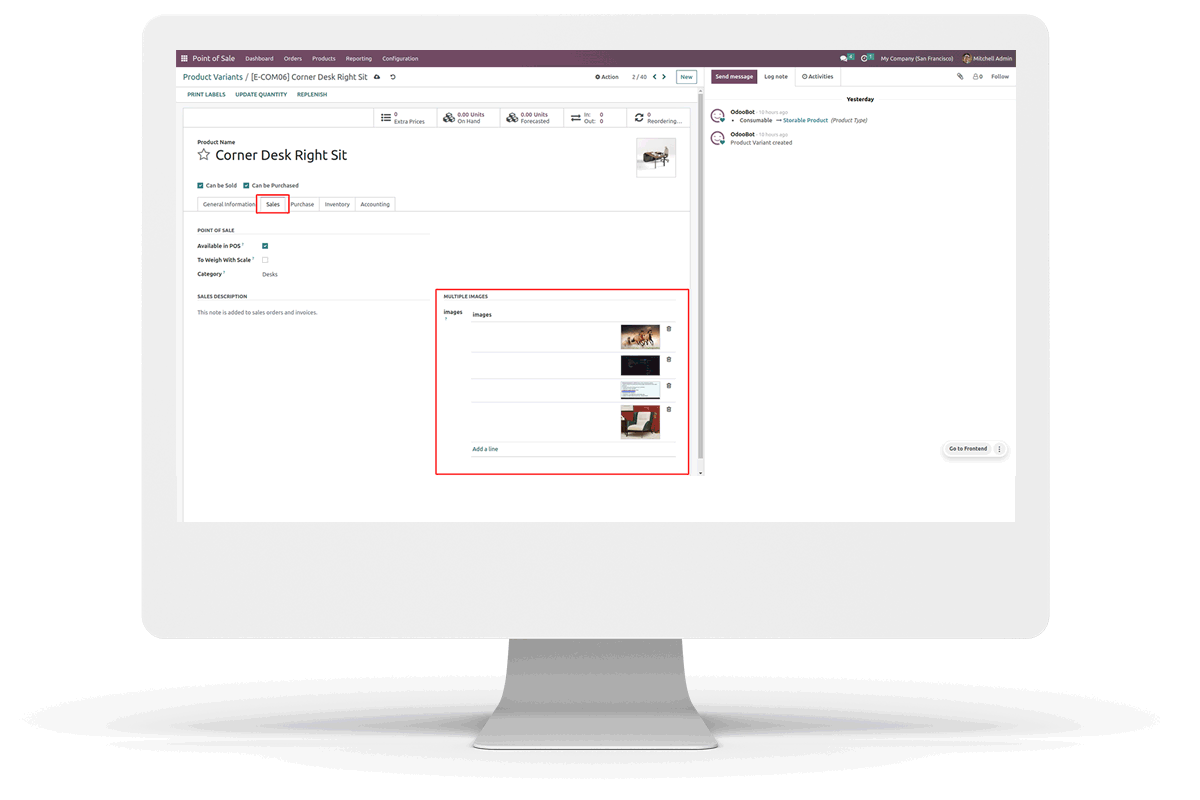 Point of Sale Dashboard Orders Products Reporting Configuration 4 1 My Company (San Francisco) Mitchell Admin
Product Variants / [E-COM06] Corner Desk Right Sit Action 2 / 40 New
PRINT LABELS UPDATE QUANTITY REPLENISH
0 Extra Prices
0.00 Units On Hand
0.00 Units Forecasted
In: 0
Out: 0
0 Reordering...
Product Name
Corner Desk Right Sit
Can be Sold Can be Purchased
General Information Sales Purchase Inventory Accounting
POINT OF SALE
Available in POS ?
To Weigh With Scale ?
Category ? Desks
SALES DESCRIPTION
This note is added to sales orders and invoices.
MULTIPLE IMAGES
images ?
images
Add a line
Send message Log note Activities 0 Follow
Yesterday
OdooBot - 10 hours ago
• Consumable → Storable Product (Product Type)
OdooBot - 10 hours ago
Product Variant created
Go to Frontend